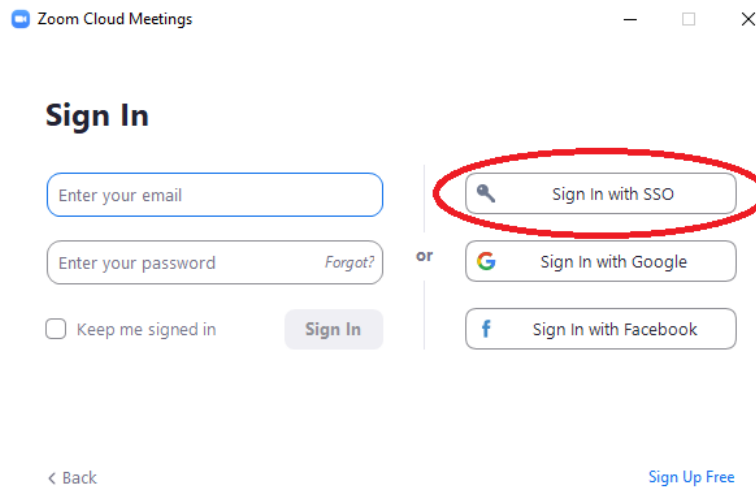 Zoom Cloud Meetings
Sign In
Enter your email
Enter your password
Forgot?
Keep me signed in
Sign In
or
Sign In with SSO
Sign In with Google
Sign In with Facebook
Back
Sign Up Free